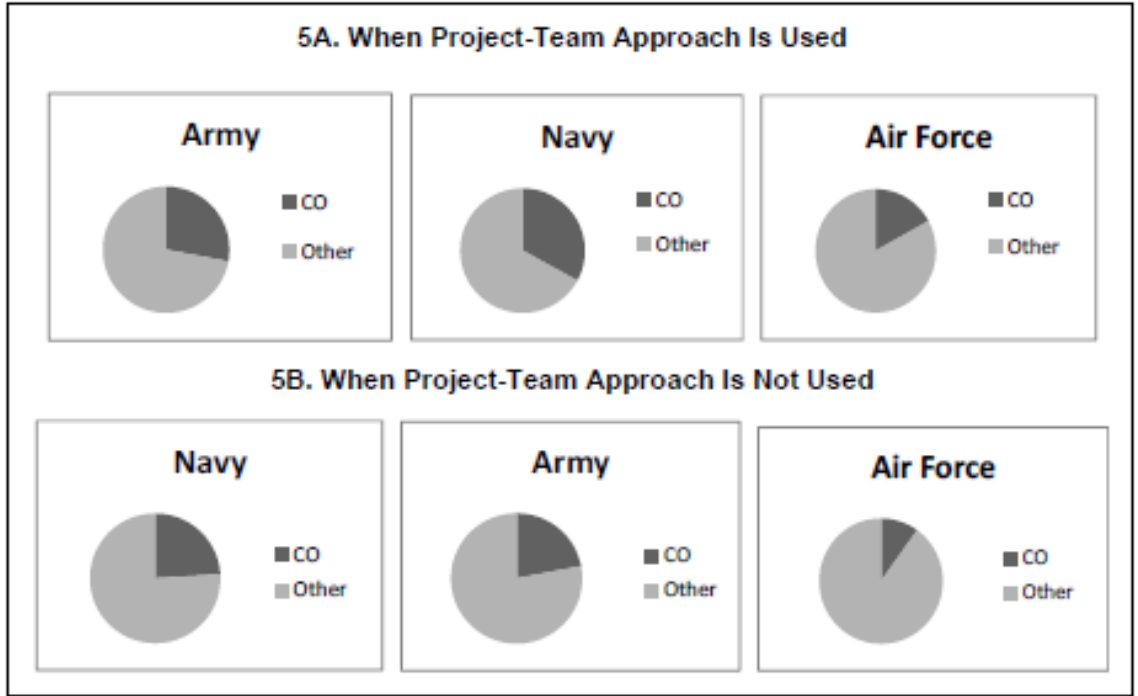 5A. When Project-Team Approach Is Used
Army
CO
Other
Navy
CO
Other
Air Force
CO
Other
5B. When Project-Team Approach Is Not Used
Navy
CO
Other
Army
CO
Other
Air Force
CO
Other